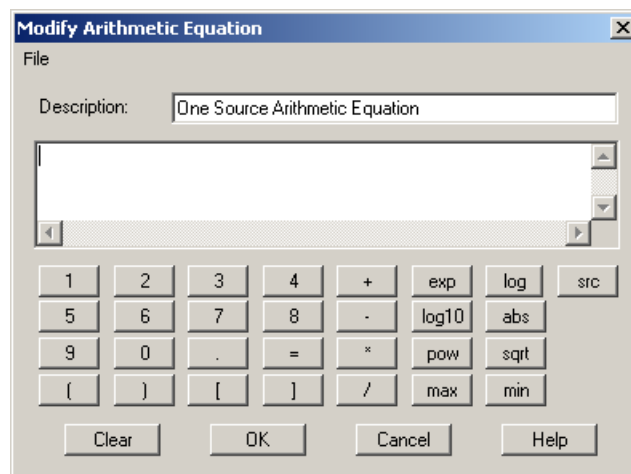 Modify Arithmetic Equation
File
Description: One Source Arithmetic Equation
1 2 3 4 + exp log src
5 6 7 8 - log10 abs
9 0 . = * pow sqrt
( ) [ ] / max min
Clear OK Cancel Help